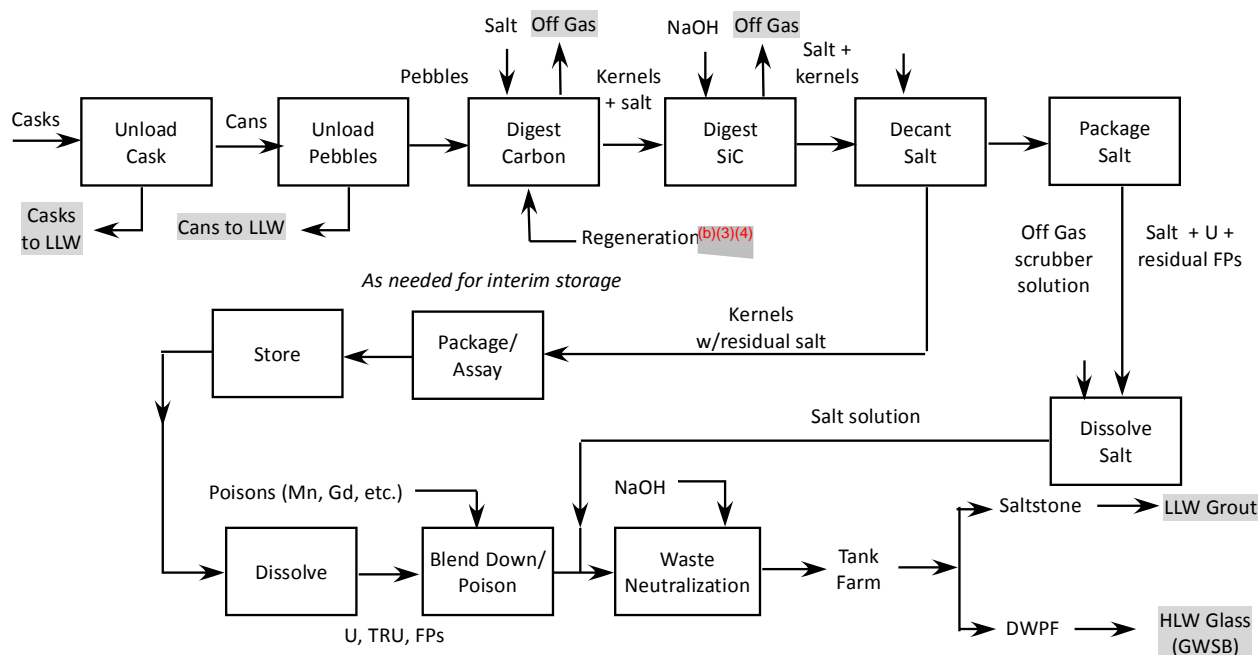 Salt
Off Gas
NaOH
Off Gas
Salt +
kernels
Pebbles
Kernels
+ salt
Casks
Unload
Cask
Cans
Unload
Pebbles
Digest
Carbon
Digest
SiC
Decant
Salt
Package
Salt
Casks
to LLW
Cans to LLW
Regeneration(b)(3)(4)
Off Gas
scrubber
solution
Salt + U +
residual FPs
As needed for interim storage
Kernels
w/residual salt
Store
Package/
Assay
Salt solution
Dissolve
Salt
Poisons (Mn, Gd, etc.)
NaOH
Dissolve
Blend Down/
Poison
Waste
Neutralization
Tank
Farm
Saltstone
LLW Grout
U, TRU, FPs
DWPF
HLW Glass
(GWSB)